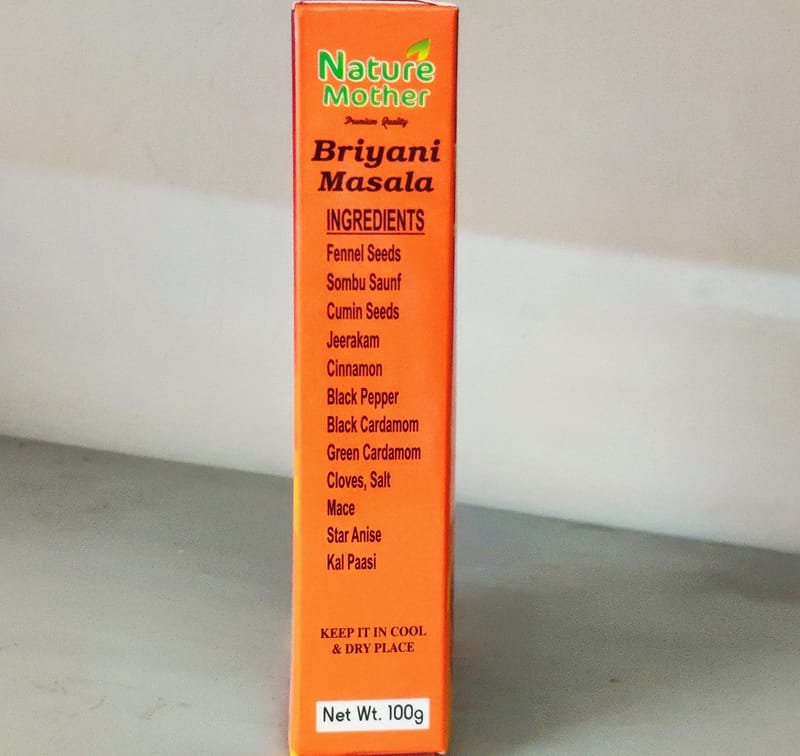 Nature
Mother
Premium Quality
Briyani
Masala
INGREDIENTS
Fennel Seeds
Sombu Saunf
Cumin Seeds
Jeerakam
Cinnamon
Black Pepper
Black Cardamom
Green Cardamom
Cloves, Salt
Mace
Star Anise
Kal Paasi
KEEP IT IN COOL
& DRY PLACE
Net Wt. 100g